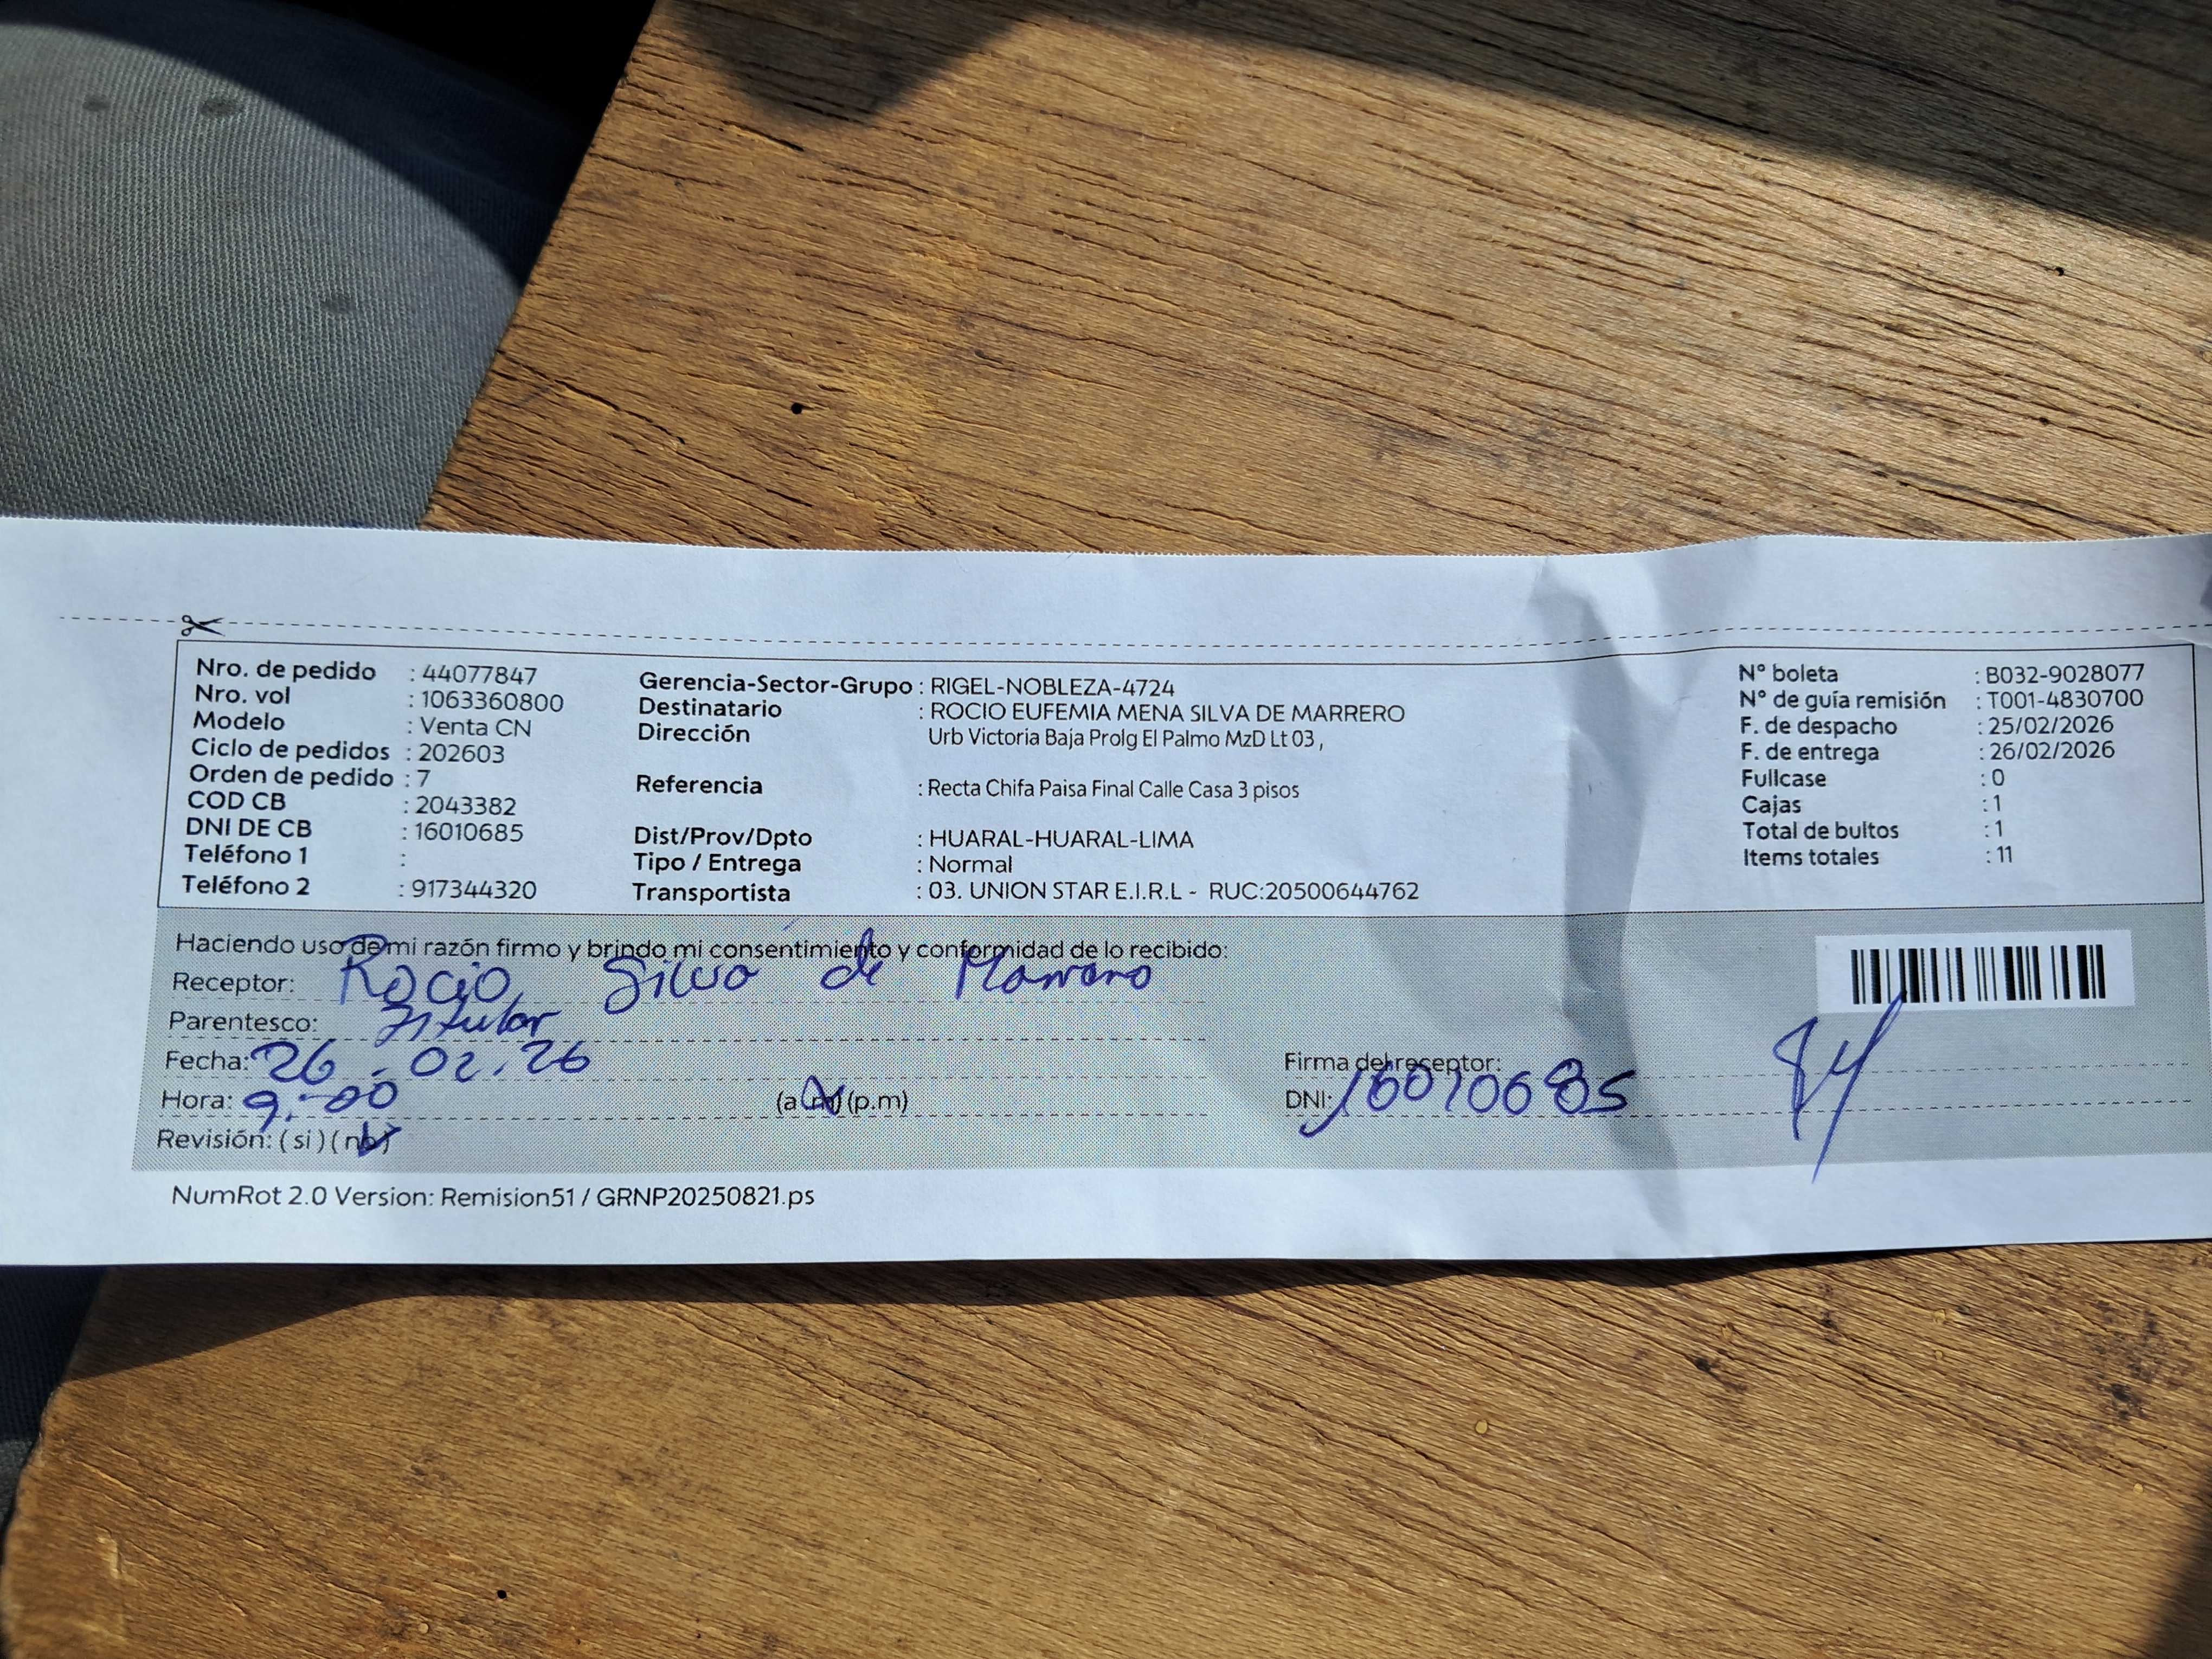 Nro. de pedido : 44077847
Nro. vol : 1063360800
Modelo : Venta CN
Ciclo de pedidos : 202603
Orden de pedido : 7
COD CB : 2043382
DNI DE CB : 16010685
Teléfono 1 :
Teléfono 2 : 917344320
Gerencia-Sector-Grupo : RIGEL-NOBLEZA-4724
Destinatario : ROCIO EUFEMIA MENA SILVA DE MARRERO
Dirección Urb Victoria Baja Prolg El Palmo MzD Lt 03 ,
Referencia : Recta Chifa Paisa Final Calle Casa 3 pisos
Dist/Prov/Dpto : HUARAL-HUARAL-LIMA
Tipo / Entrega : Normal
Transportista : 03. UNION STAR E.I.R.L - RUC:20500644762
N° boleta : B032-9028077
N° de guía remisión : T001-4830700
F. de despacho : 25/02/2026
F. de entrega : 26/02/2026
Fullcase : 0
Cajas : 1
Total de bultos : 1
Items totales : 11
Haciendo uso de mi razón firmo y brindo mi consentimiento y conformidad de lo recibido:
Receptor: Rocio Silva de Marrero
Parentesco: Titular
Fecha: 26.02.26
Hora: 9:00 (a.m) (p.m)
Revisión: ( si ) ( no )
Firma del receptor:
DNI: 16010685
NumRot 2.0 Version: Remision51 / GRNP20250821.ps